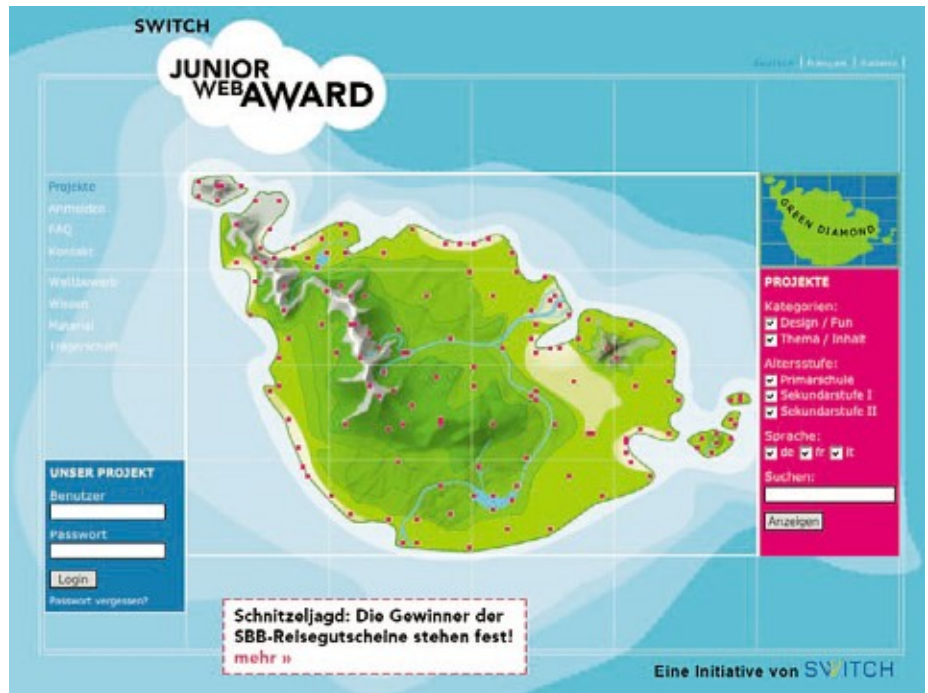 SWITCH
JUNIOR
WEB AWARD
deutsch | français | italiano |
Projekte
Anmelden
FAQ
Kontakt
Wettbewerb
Wissen
Material
Trägerschaft
GREEN DIAMOND
PROJEKTE
Kategorien:
Design / Fun
Thema / Inhalt
Altersstufe:
Primarschule
Sekundarstufe I
Sekundarstufe II
Sprache:
de fr it
Suchen:
Anzeigen
UNSER PROJEKT
Benutzer
Passwort
Login
Passwort vergessen?
Schnitzeljagd: Die Gewinner der
SBB-Reisegutscheine stehen fest!
mehr »
Eine Initiative von SWITCH